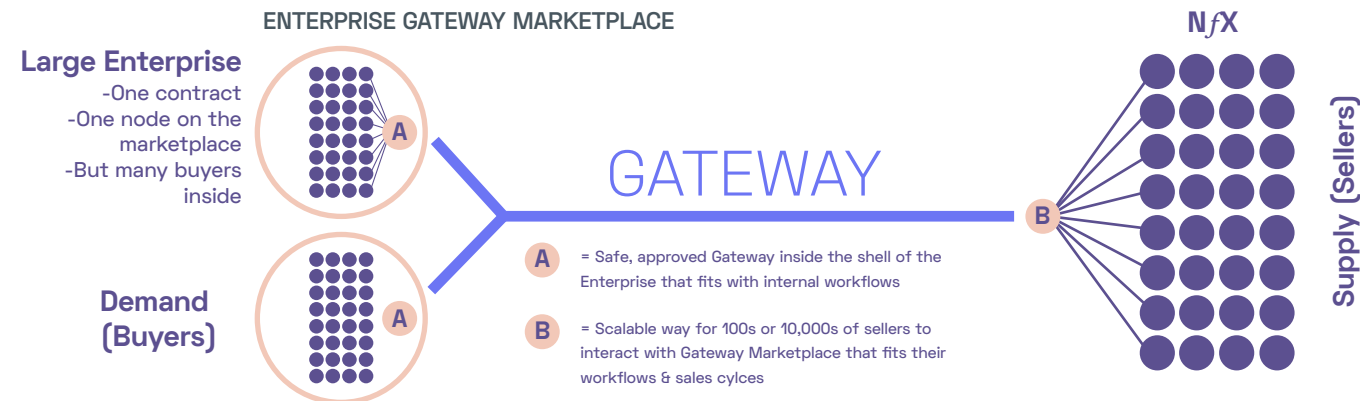 ENTERPRISE GATEWAY MARKETPLACE
NfX
Large Enterprise
-One contract
-One node on the
marketplace
-But many buyers
inside
A
GATEWAY
B
Supply (Sellers)
Demand
(Buyers)
A
A
= Safe, approved Gateway inside the shell of the
Enterprise that fits with internal workflows
B
= Scalable way for 100s or 10,000s of sellers to
interact with Gateway Marketplace that fits their
workflows & sales cylces